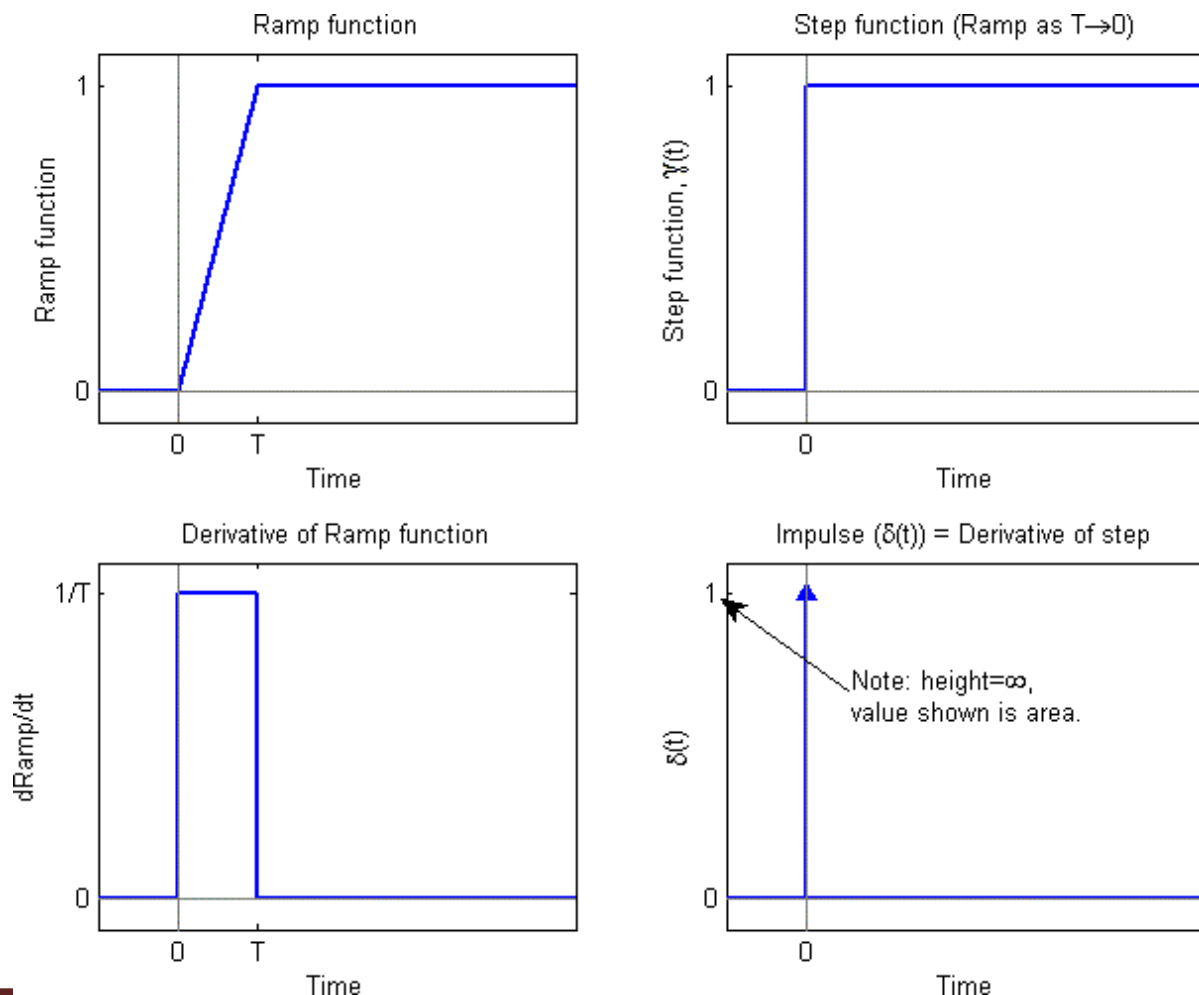 Ramp function
1
Ramp function
0
0 T
Time
Step function (Ramp as T→0)
1
Step function, γ(t)
0
0
Time
Derivative of Ramp function
1/T
dRamp/dt
0
0 T
Time
Impulse (δ(t)) = Derivative of step
1
Note: height=∞,
value shown is area.
δ(t)
0
0
Time